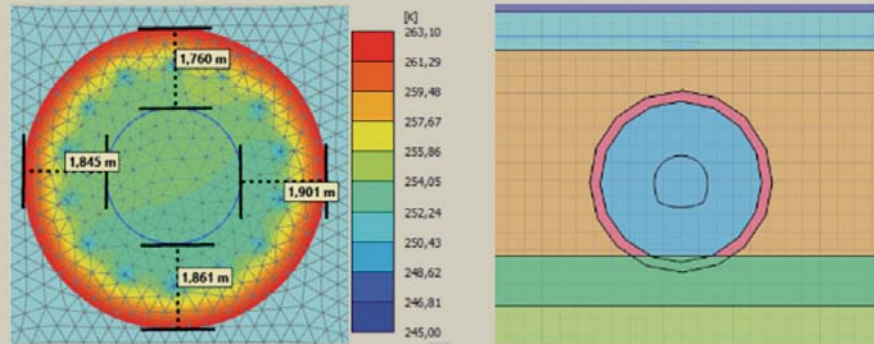 [K]
263,10
261,29
259,48
257,67
255,86
254,05
252,24
250,43
248,62
246,81
245,00
1,760 m
1,845 m
1,901 m
1,861 m